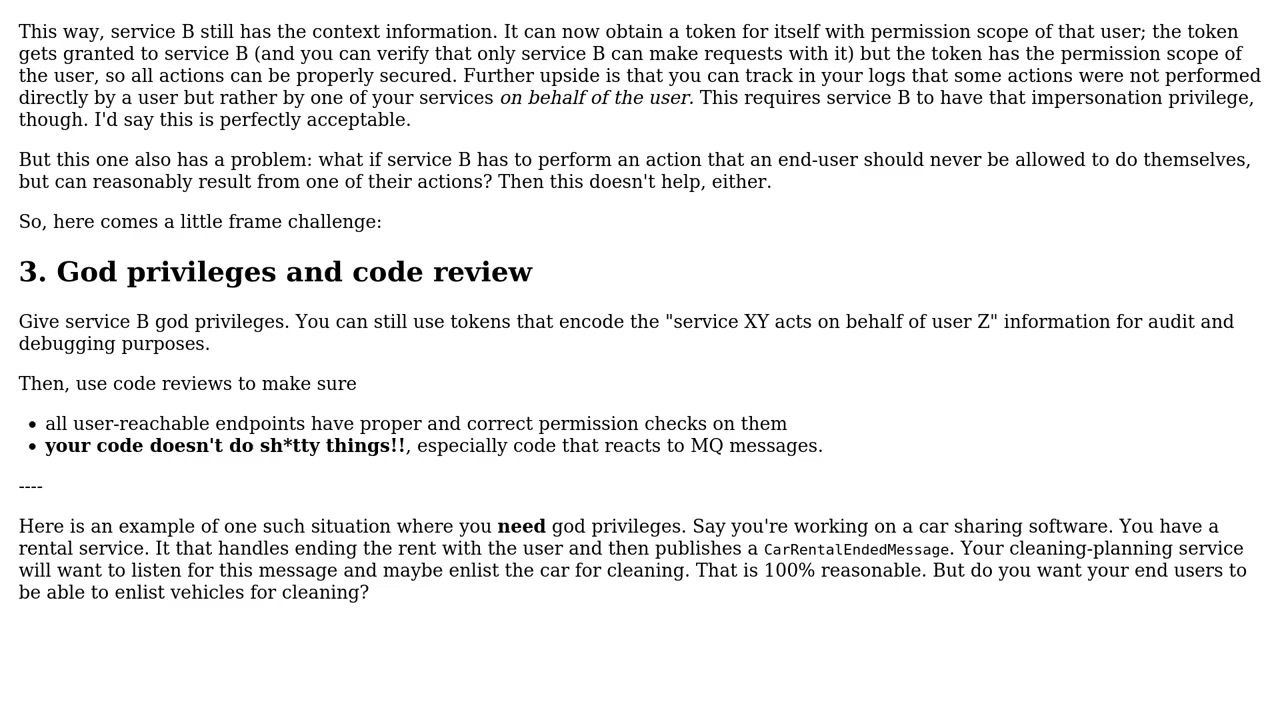 This way, service B still has the context information. It can now obtain a token for itself with permission scope of that user; the token
gets granted to service B (and you can verify that only service B can make requests with it) but the token has the permission scope of
the user, so all actions can be properly secured. Further upside is that you can track in your logs that some actions were not performed
directly by a user but rather by one of your services on behalf of the user. This requires service B to have that impersonation privilege,
though. I'd say this is perfectly acceptable.
But this one also has a problem: what if service B has to perform an action that an end-user should never be allowed to do themselves,
but can reasonably result from one of their actions? Then this doesn't help, either.
So, here comes a little frame challenge:
3. God privileges and code review
Give service B god privileges. You can still use tokens that encode the "service XY acts on behalf of user Z" information for audit and
debugging purposes.
Then, use code reviews to make sure
• all user-reachable endpoints have proper and correct permission checks on them
• your code doesn't do sh*tty things!!, especially code that reacts to MQ messages.
----
Here is an example of one such situation where you need god privileges. Say you're working on a car sharing software. You have a
rental service. It that handles ending the rent with the user and then publishes a CarRentalEndedMessage. Your cleaning-planning service
will want to listen for this message and maybe enlist the car for cleaning. That is 100% reasonable. But do you want your end users to
be able to enlist vehicles for cleaning?